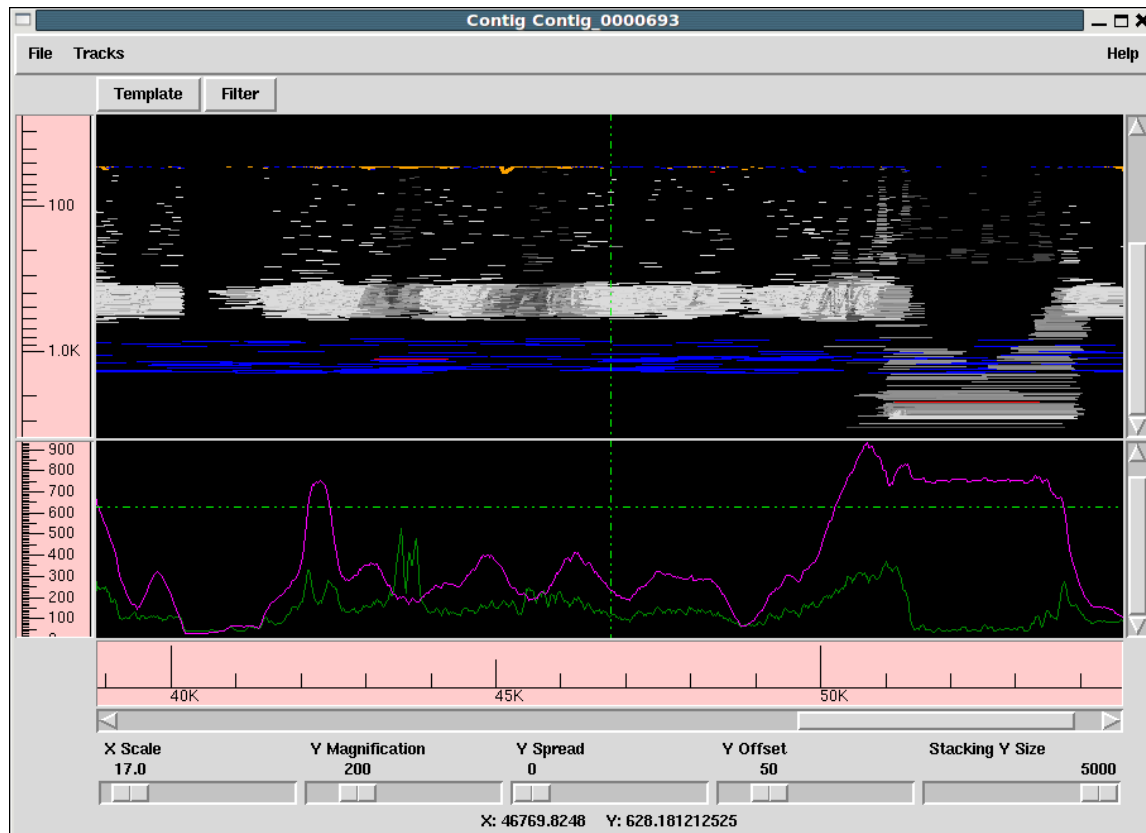 Contig Contig_0000693
File Tracks Help
Template Filter
100
1.0K
900
800
700
600
500
400
300
200
100
0
40K 45K 50K
X Scale Y Magnification Y Spread Y Offset Stacking Y Size
17.0 200 0 50 5000
X: 46769.8248 Y: 628.181212525